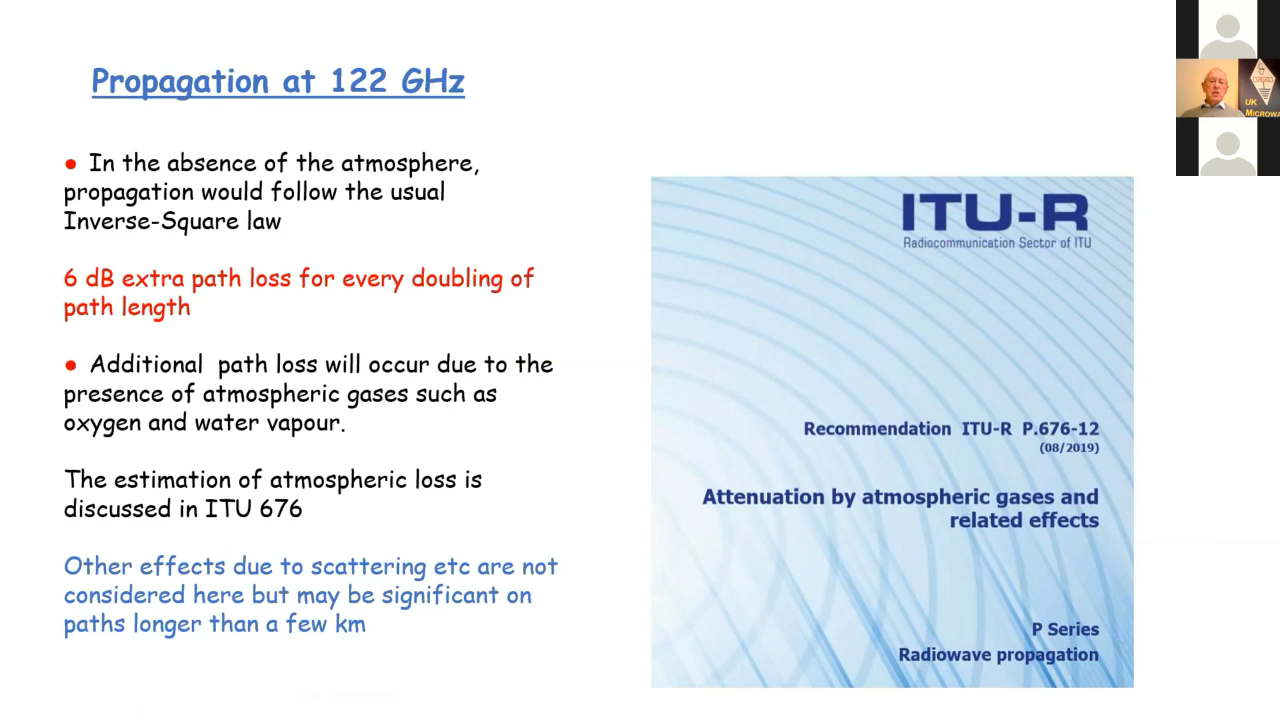 Propagation at 122 GHz
● In the absence of the atmosphere,
propagation would follow the usual
Inverse-Square law
6 dB extra path loss for every doubling of
path length
● Additional path loss will occur due to the
presence of atmospheric gases such as
oxygen and water vapour.
The estimation of atmospheric loss is
discussed in ITU 676
Other effects due to scattering etc are not
considered here but may be significant on
paths longer than a few km
ITU-R
Radiocommunication Sector of ITU
Recommendation ITU-R P.676-12
(08/2019)
Attenuation by atmospheric gases and
related effects
P Series
Radiowave propagation
UK
MICROWA